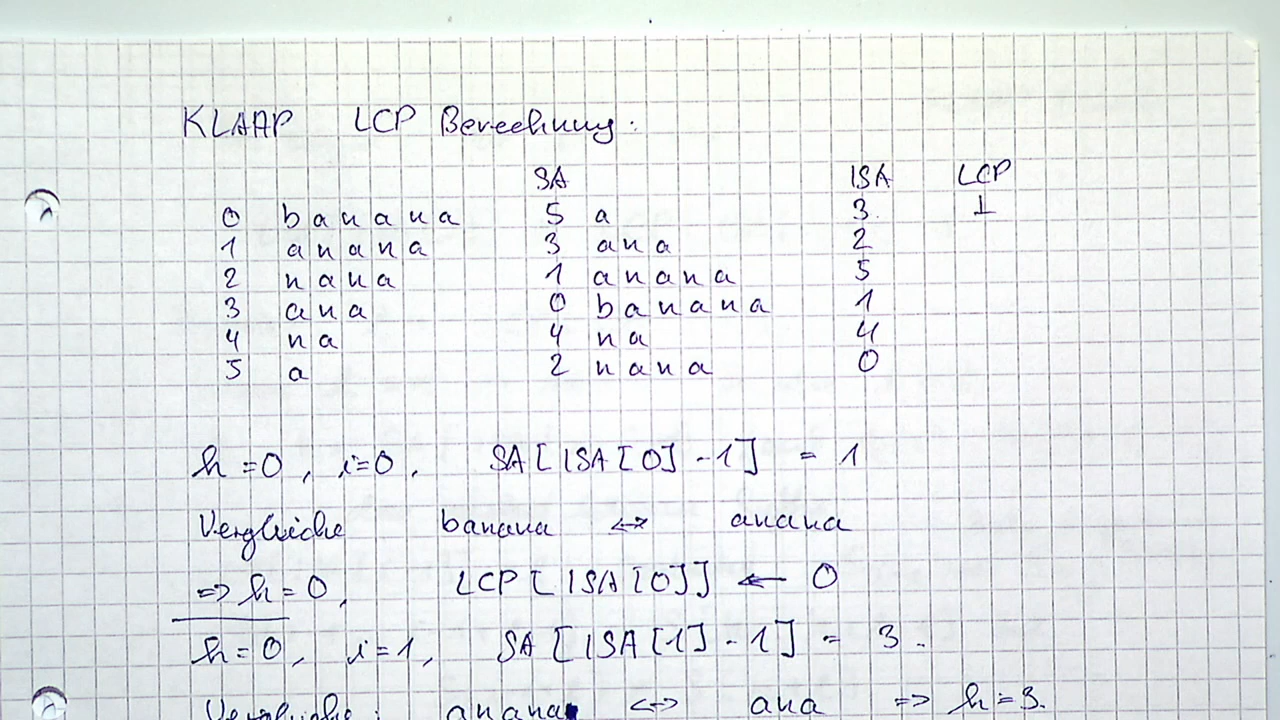 KLAAP LCP Berechnung:
SA ISA LCP
0 banana 5 a 3 ⊥
1 anana 3 ana 2
2 nana 1 anana 5
3 ana 0 banana 1
4 na 4 na 4
5 a 2 nana 0
h=0, i=0, SA[ISA[0]-1] = 1
Vergleiche banana <-> anana
=> h=0, LCP[ISA[0]] <- 0
h=0, i=1, SA[ISA[1]-1] = 3.
Vergleiche: anana <-> ana => h=3.